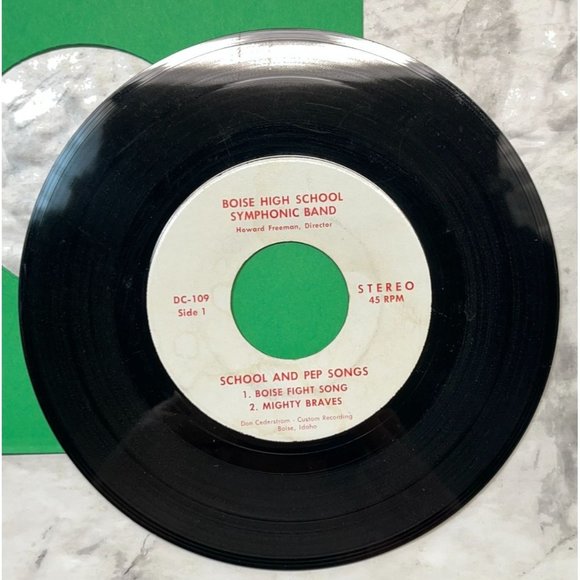 BOISE HIGH SCHOOL
SYMPHONIC BAND
Howard Freeman, Director
DC-109
Side 1
STEREO
45 RPM
SCHOOL AND PEP SONGS
1. BOISE FIGHT SONG
2. MIGHTY BRAVES
Don Cederstrom - Custom Recording
Boise, Idaho